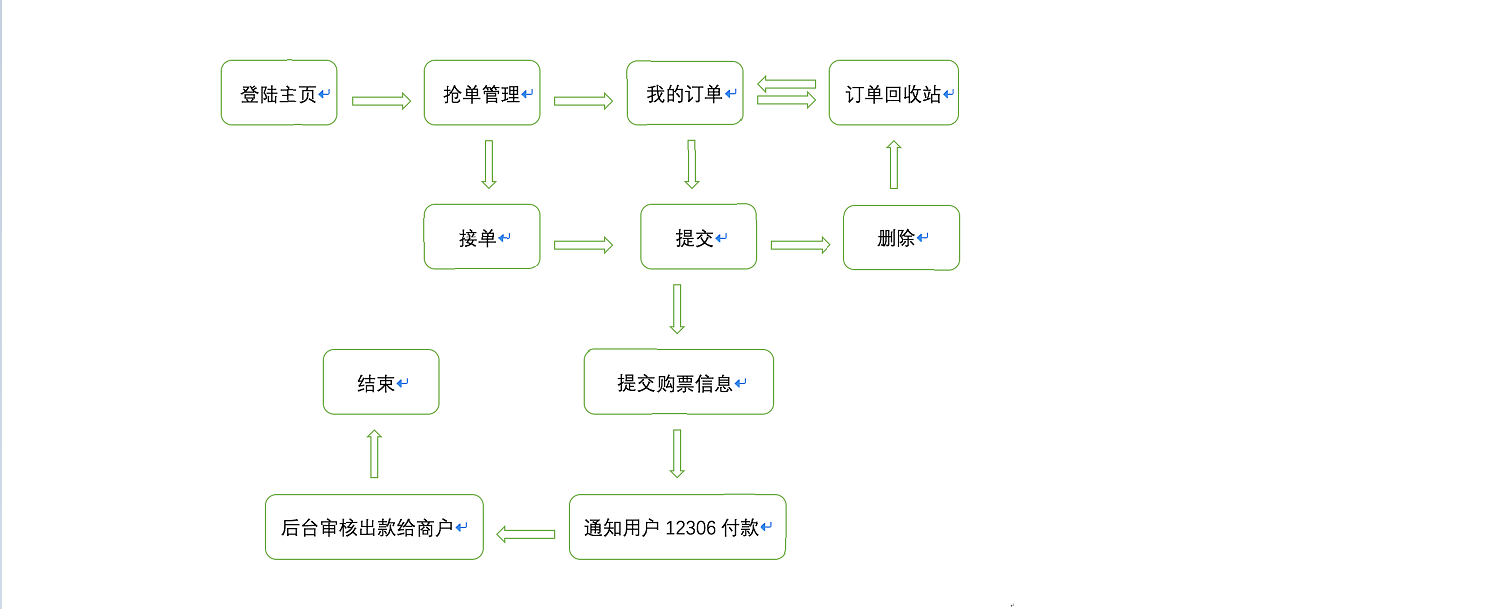 登陆主页
抢单管理
我的订单
订单回收站
接单
提交
删除
结束
提交购票信息
后台审核出款给商户
通知用户 12306 付款